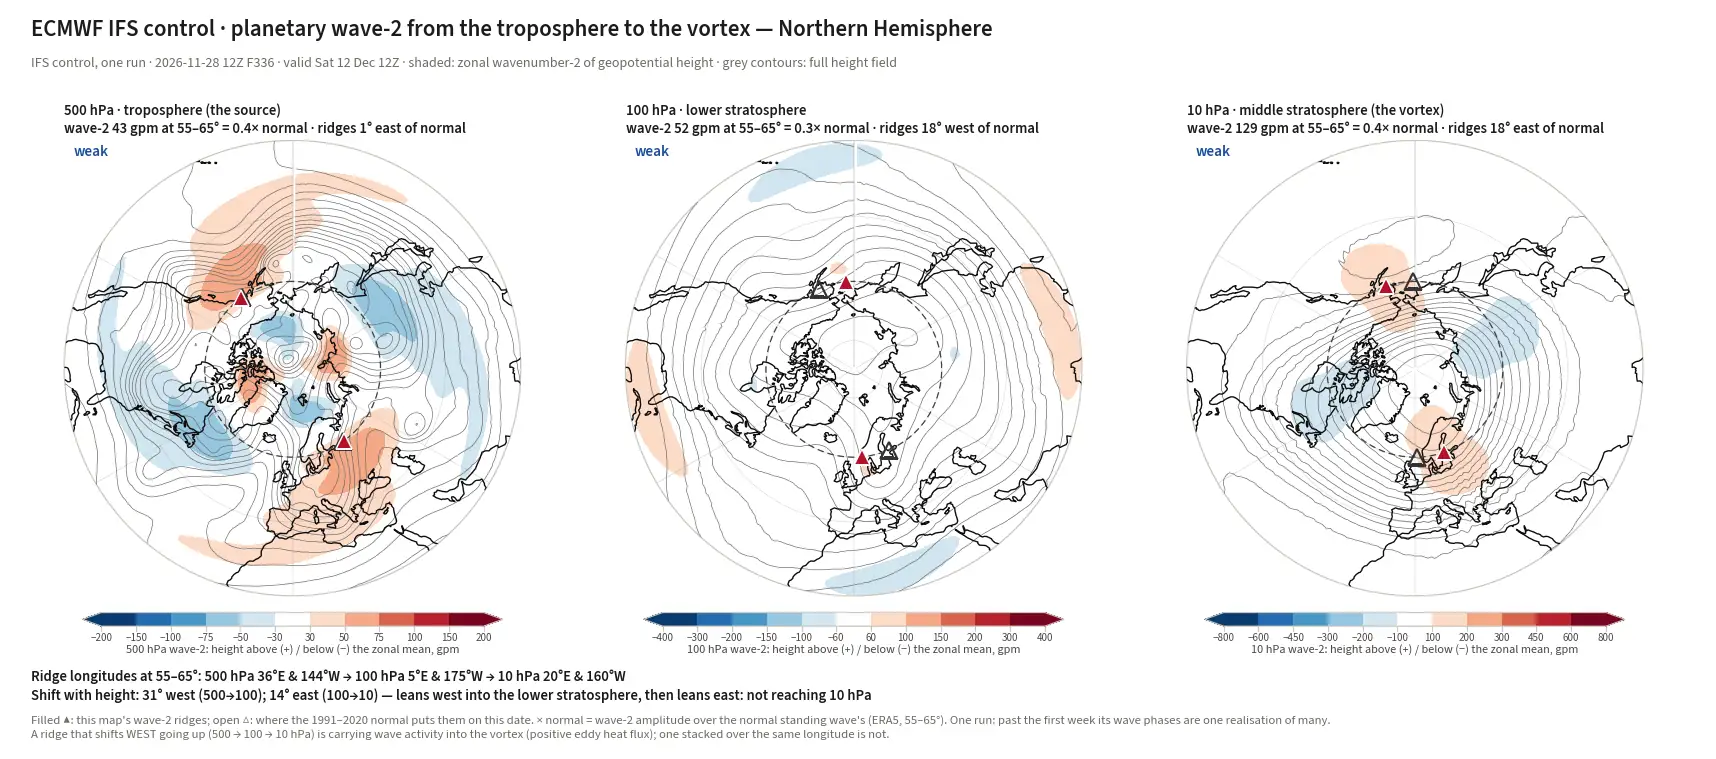 ECMWF IFS control · planetary wave-2 from the troposphere to the vortex — Northern Hemisphere
IFS control, one run · 2026-11-28 12Z F336 · valid Sat 12 Dec 12Z · shaded: zonal wavenumber-2 of geopotential height · grey contours: full height field
500 hPa · troposphere (the source)
wave-2 43 gpm at 55–65° = 0.4× normal · ridges 1° east of normal
weak
100 hPa · lower stratosphere
wave-2 52 gpm at 55–65° = 0.3× normal · ridges 18° west of normal
weak
10 hPa · middle stratosphere (the vortex)
wave-2 129 gpm at 55–65° = 0.4× normal · ridges 18° east of normal
weak
−200 −150 −100 −75 −50 −30 30 50 75 100 150 200
500 hPa wave-2: height above (+) / below (−) the zonal mean, gpm
−400 −300 −200 −150 −100 −60 60 100 150 200 300 400
100 hPa wave-2: height above (+) / below (−) the zonal mean, gpm
−800 −600 −450 −300 −200 −100 100 200 300 450 600 800
10 hPa wave-2: height above (+) / below (−) the zonal mean, gpm
Ridge longitudes at 55–65°: 500 hPa 36°E & 144°W → 100 hPa 5°E & 175°W → 10 hPa 20°E & 160°W
Shift with height: 31° west (500→100); 14° east (100→10) — leans west into the lower stratosphere, then leans east: not reaching 10 hPa
Filled ▲: this map's wave-2 ridges; open △: where the 1991–2020 normal puts them on this date. × normal = wave-2 amplitude over the normal standing wave's (ERA5, 55–65°). One run: past the first week its wave phases are one realisation of many.
A ridge that shifts WEST going up (500 → 100 → 10 hPa) is carrying wave activity into the vortex (positive eddy heat flux); one stacked over the same longitude is not.